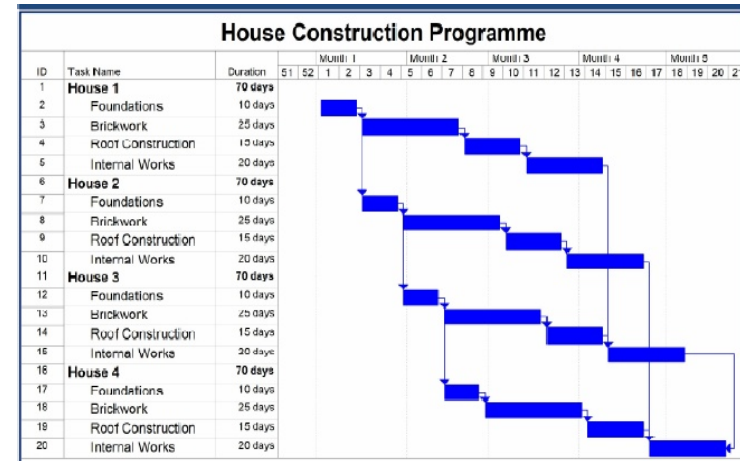 House Construction Programme
Month 1 Month 2 Month 3 Month 4 Month 5
ID Task Name Duration 51 52 1 2 3 4 5 6 7 8 9 10 11 12 13 14 15 16 17 18 19 20 21
1 House 1 70 days
2 Foundations 10 days
3 Brickwork 25 days
4 Roof Construction 15 days
5 Internal Works 20 days
6 House 2 70 days
7 Foundations 10 days
8 Brickwork 25 days
9 Roof Construction 15 days
10 Internal Works 20 days
11 House 3 70 days
12 Foundations 10 days
13 Brickwork 25 days
14 Roof Construction 15 days
15 Internal Works 20 days
16 House 4 70 days
17 Foundations 10 days
18 Brickwork 25 days
19 Roof Construction 15 days
20 Internal Works 20 days